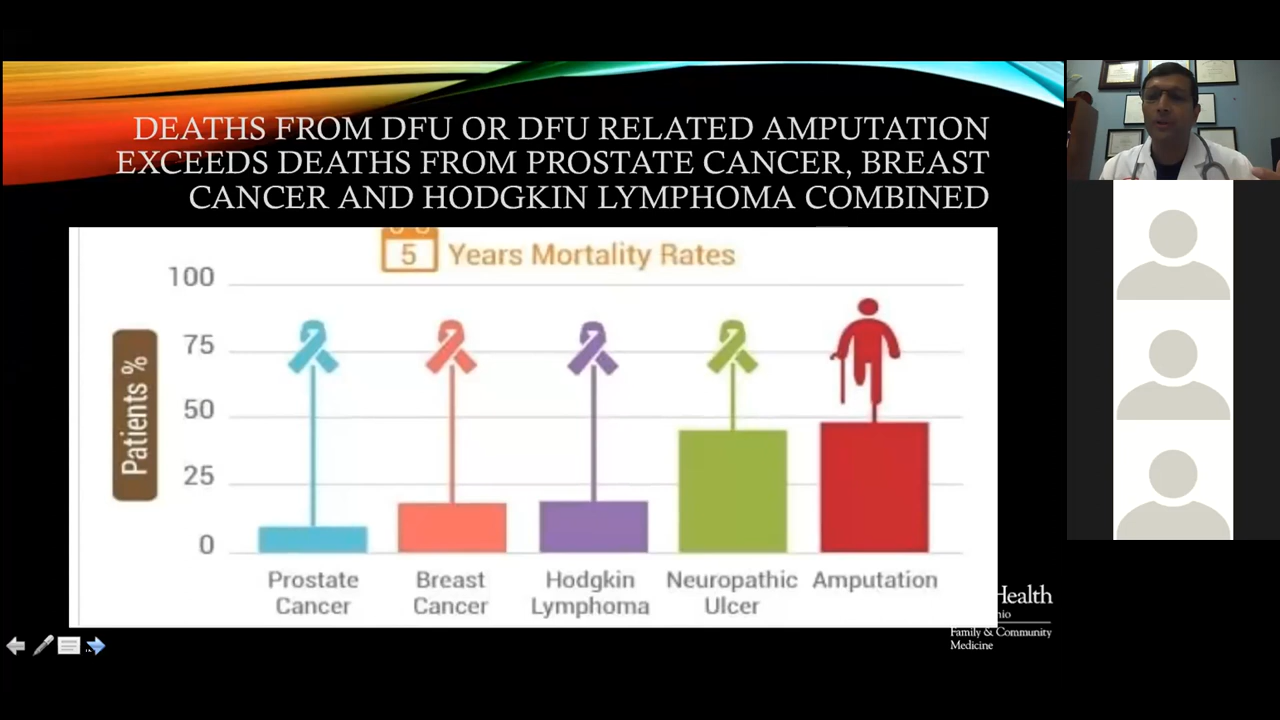 DEATHS FROM DFU OR DFU RELATED AMPUTATION
EXCEEDS DEATHS FROM PROSTATE CANCER, BREAST
CANCER AND HODGKIN LYMPHOMA COMBINED
5 Years Mortality Rates
100
75
50
25
0
Patients %
Prostate Cancer
Breast Cancer
Hodgkin Lymphoma
Neuropathic Ulcer
Amputation
Health
nio
Family & Community
Medicine